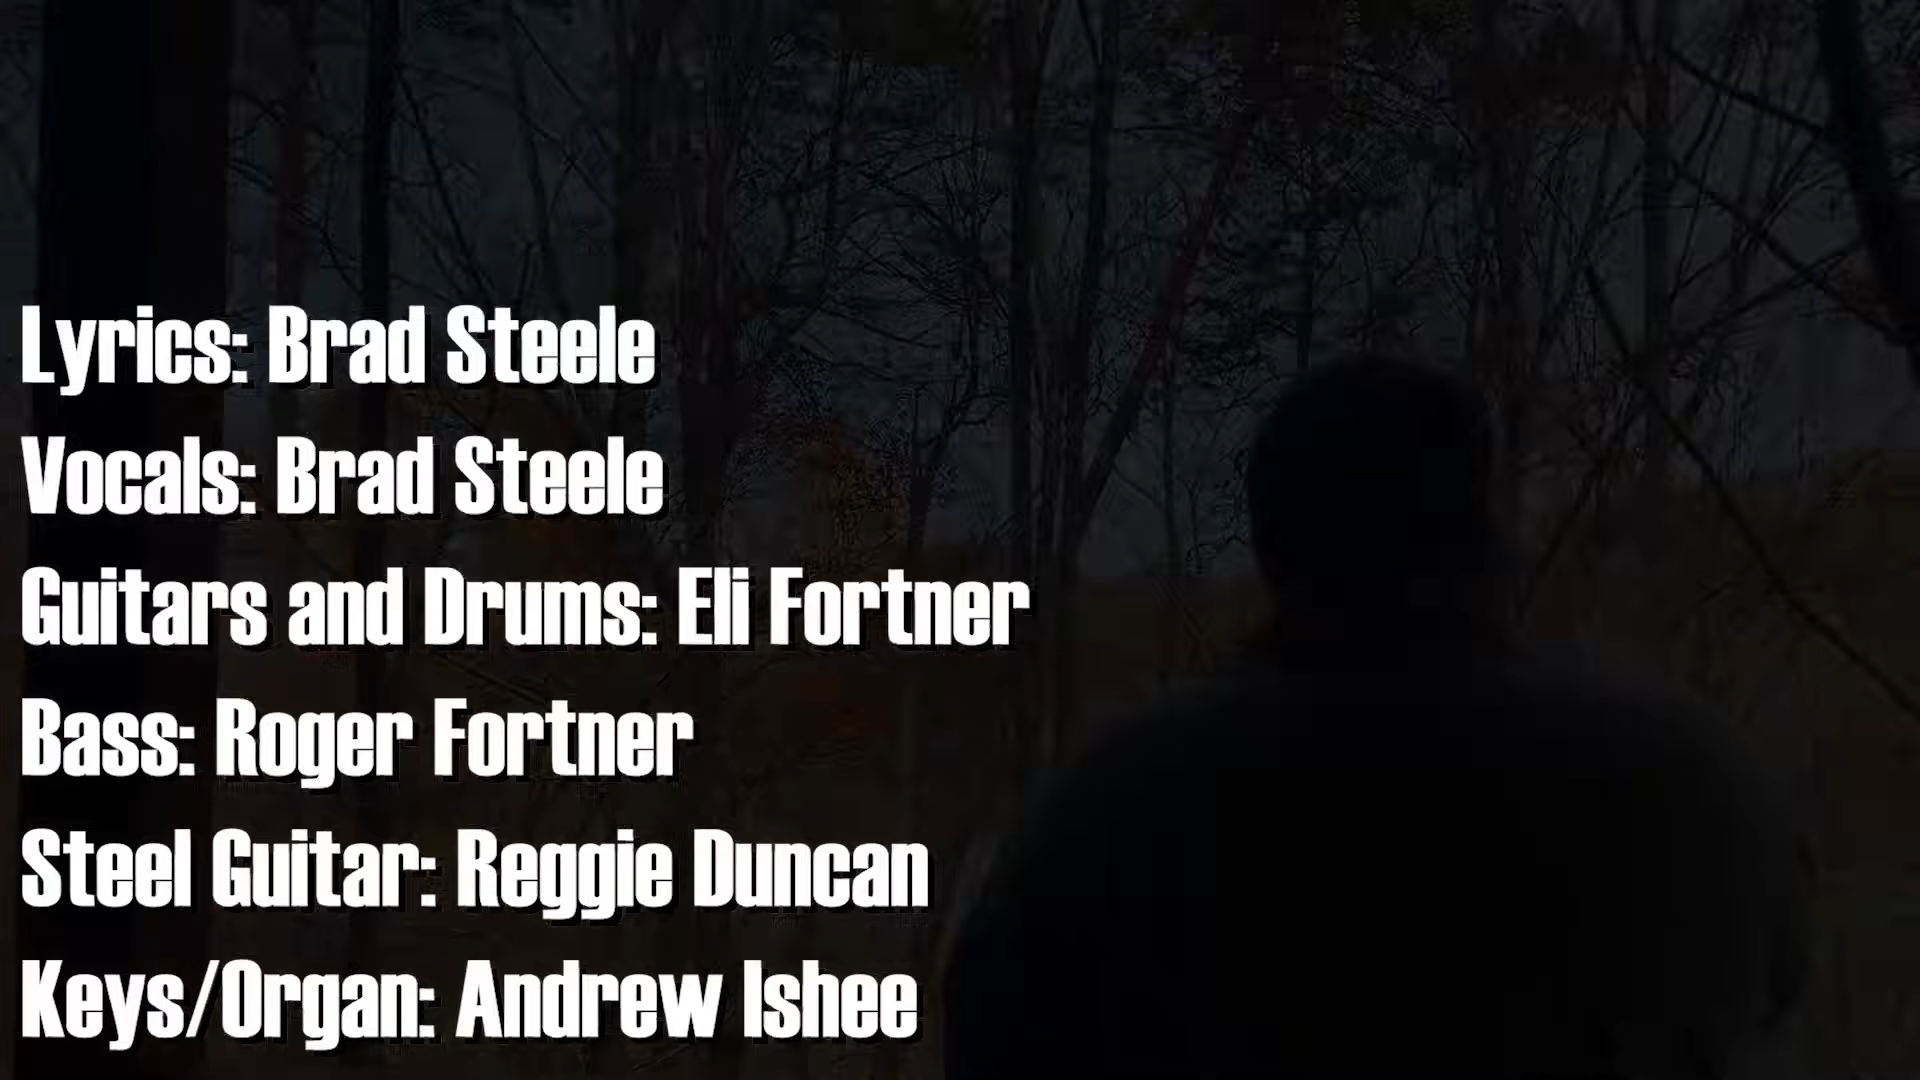 Lyrics: Brad Steele
Vocals: Brad Steele
Guitars and Drums: Eli Fortner
Bass: Roger Fortner
Steel Guitar: Reggie Duncan
Keys/Organ: Andrew Ishee